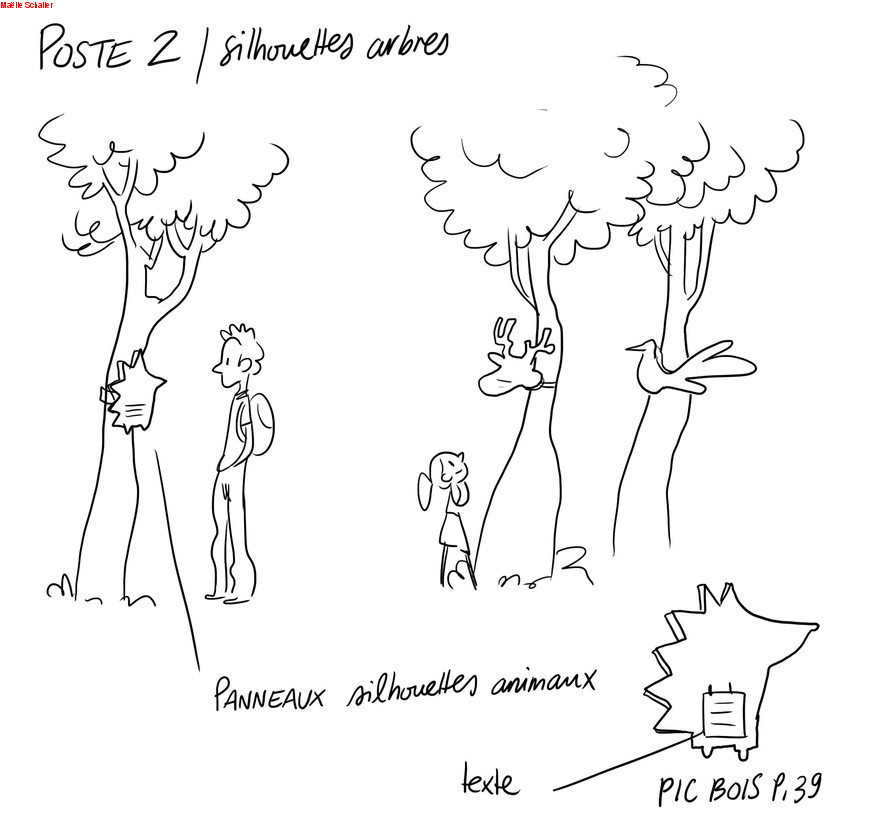 Maëlle Schaller
POSTE 2 / silhouettes arbres
PANNEAUX silhouettes animaux
texte
PIC BOIS P.39